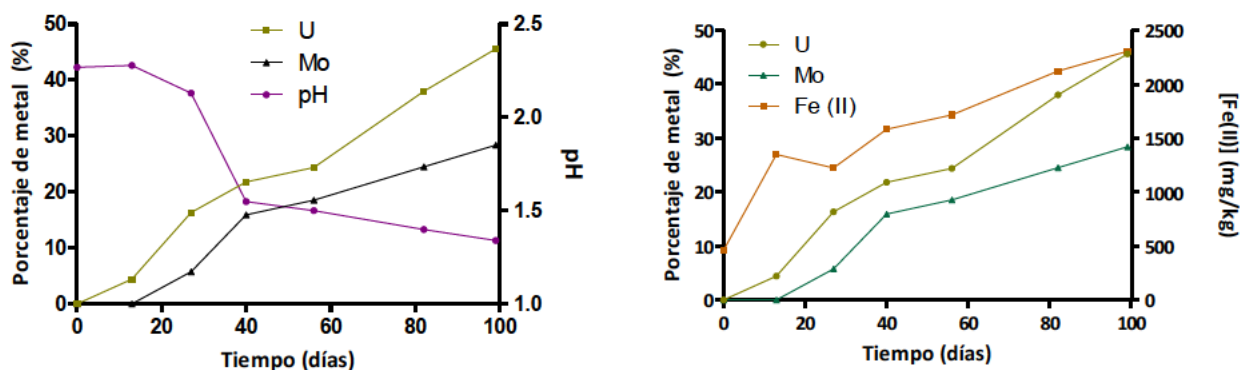 U
Mo
pH
Porcentaje de metal (%)
50
40
30
20
10
0
2.5
2.0
1.5
1.0
pH
0 20 40 60 80 100
Tiempo (días)
U
Mo
Fe (II)
Porcentaje de metal (%)
50
40
30
20
10
0
2500
2000
1500
1000
500
0
[Fe(II)] (mg/kg)
0 20 40 60 80 100
Tiempo (días)